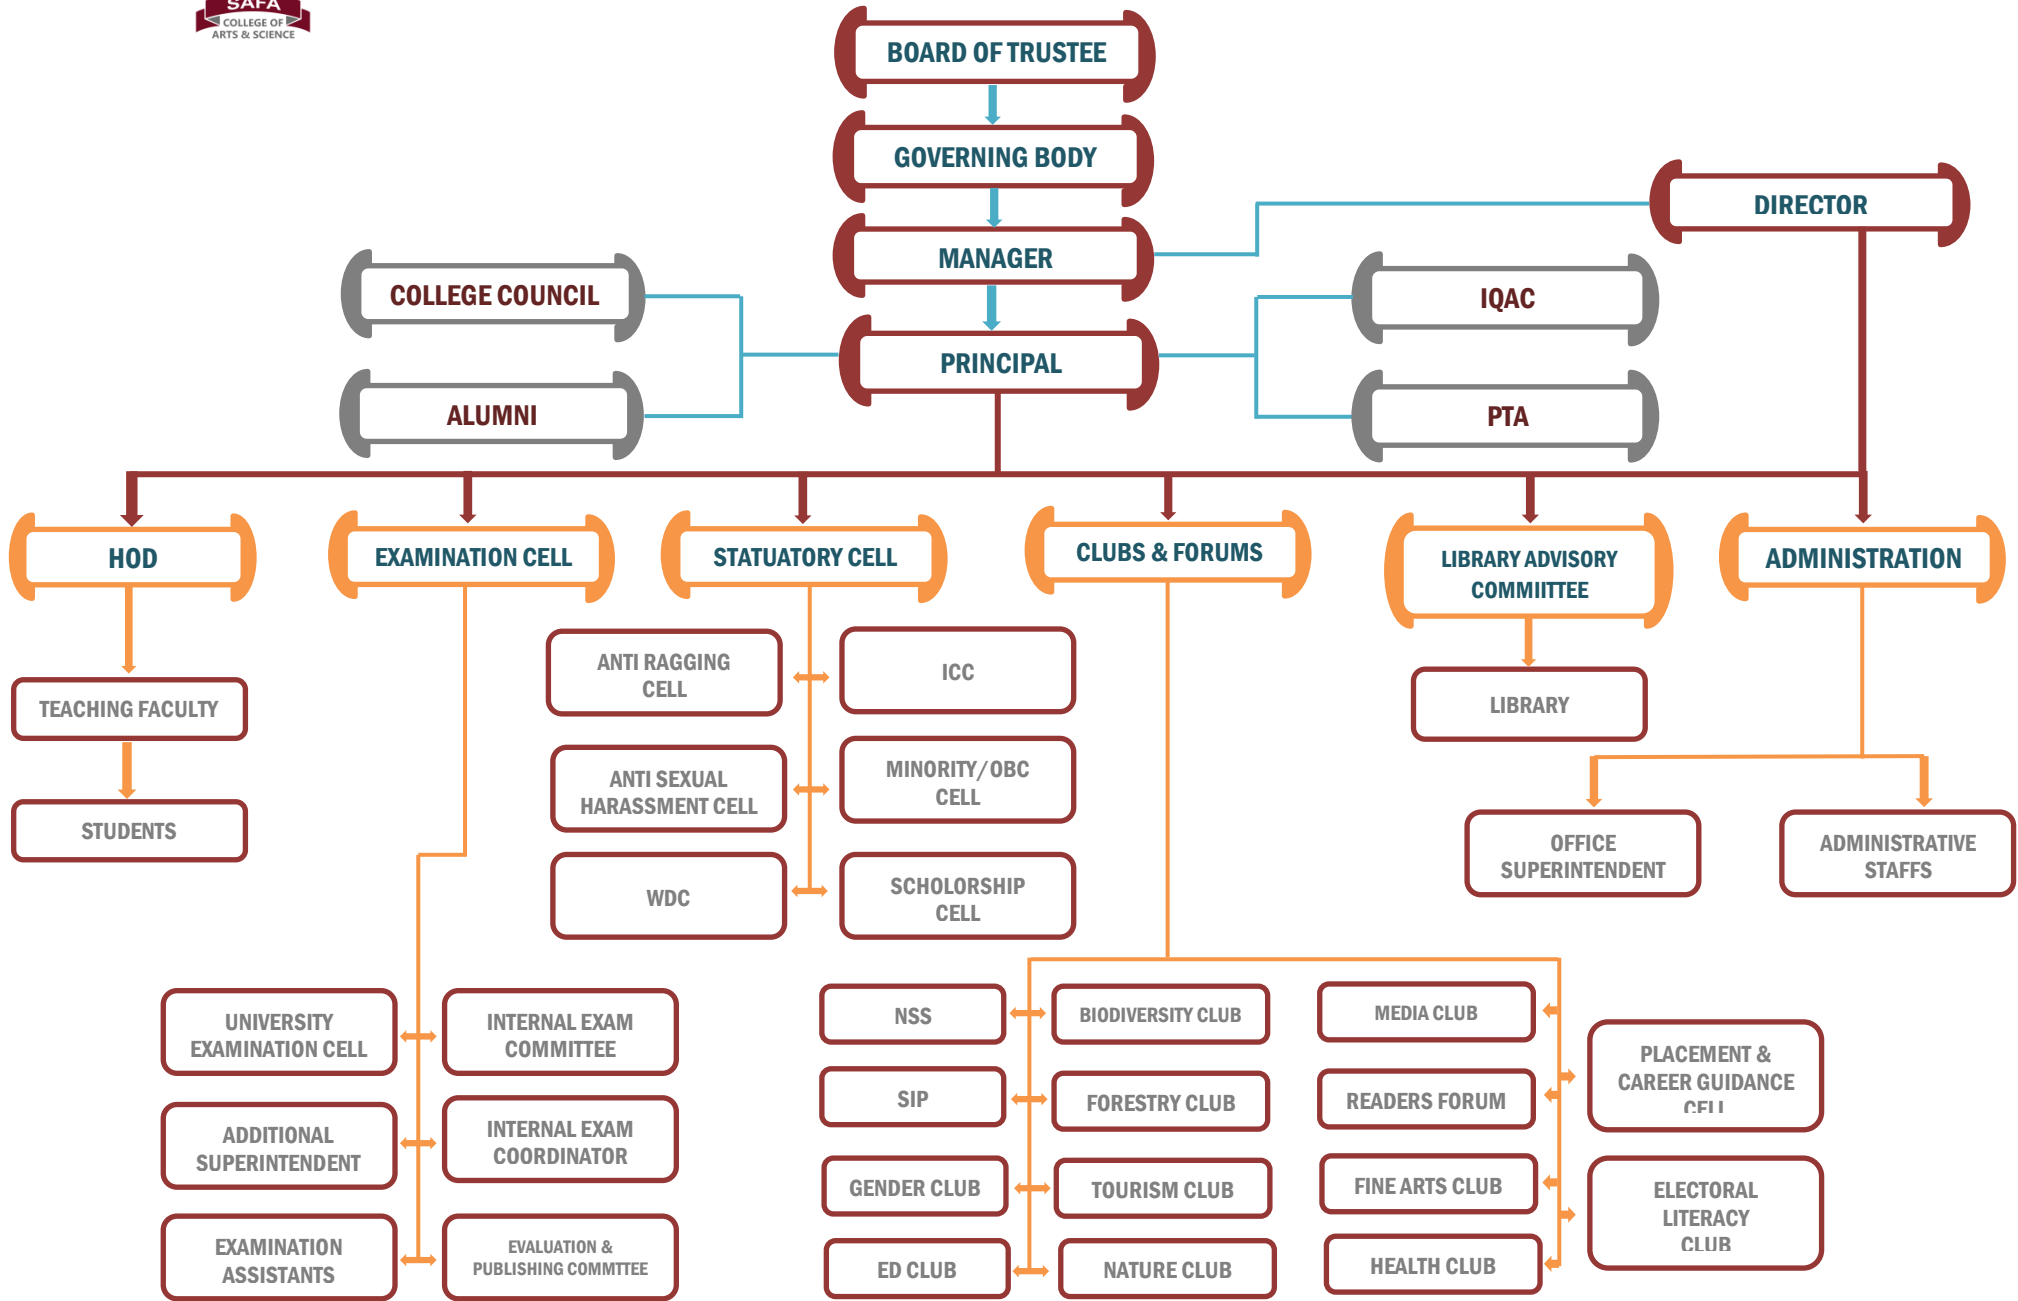 SAFA
COLLEGE OF
ARTS & SCIENCE
BOARD OF TRUSTEE
GOVERNING BODY
DIRECTOR
MANAGER
COLLEGE COUNCIL
IQAC
PRINCIPAL
ALUMNI
PTA
HOD
EXAMINATION CELL
STATUATORY CELL
CLUBS & FORUMS
LIBRARY ADVISORY
COMMIITTEE
ADMINISTRATION
TEACHING FACULTY
STUDENTS
ANTI RAGGING
CELL
ICC
ANTI SEXUAL
HARASSMENT CELL
MINORITY/OBC
CELL
WDC
SCHOLORSHIP
CELL
LIBRARY
OFFICE
SUPERINTENDENT
ADMINISTRATIVE
STAFFS
UNIVERSITY
EXAMINATION CELL
INTERNAL EXAM
COMMITTEE
ADDITIONAL
SUPERINTENDENT
INTERNAL EXAM
COORDINATOR
EXAMINATION
ASSISTANTS
EVALUATION &
PUBLISHING COMMTTEE
NSS
BIODIVERSITY CLUB
SIP
FORESTRY CLUB
GENDER CLUB
TOURISM CLUB
ED CLUB
NATURE CLUB
MEDIA CLUB
READERS FORUM
FINE ARTS CLUB
HEALTH CLUB
PLACEMENT &
CAREER GUIDANCE
CELL
ELECTORAL
LITERACY
CLUB